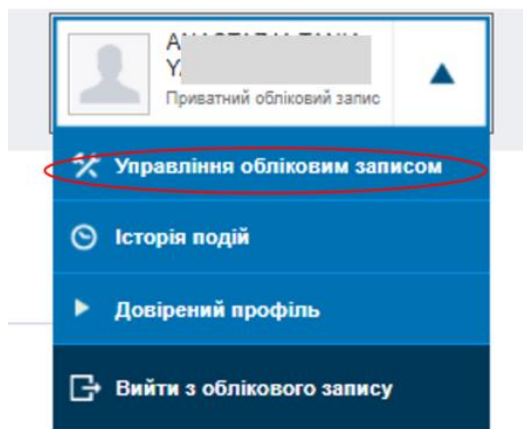 Приватний обліковий запис
Управління обліковим записом
Історія подій
Довірений профіль
Вийти з облікового запису